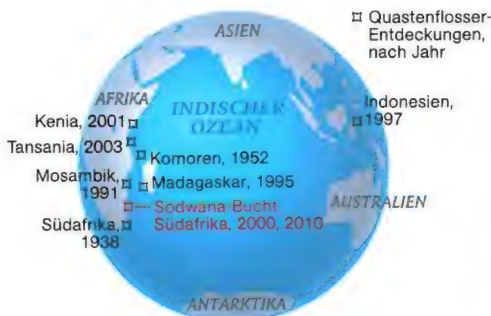 Quastenflosser-
Entdeckungen,
nach Jahr
ASIEN
AFRIKA
INDISCHER
OZEAN
Indonesien,
1997
Kenia, 2001
Tansania, 2003
Komoren, 1952
Mosambik,
1991
Madagaskar, 1995
AUSTRALIEN
Sodwana Bucht
Südafrika, 2000, 2010
Südafrika,
1938
ANTARKTIKA